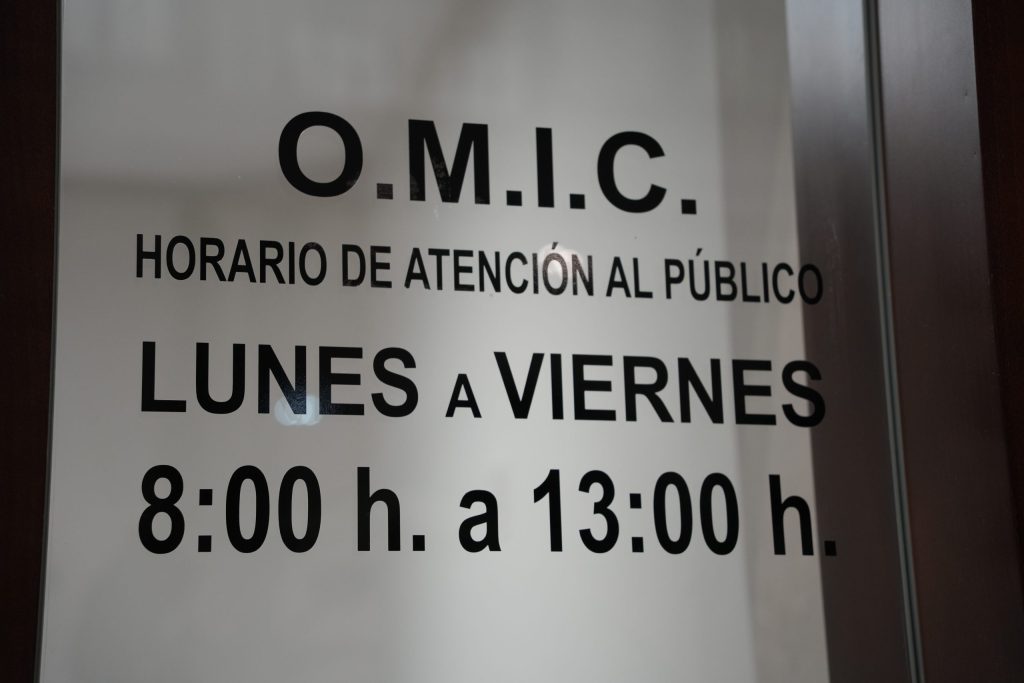 O.M.I.C.
HORARIO DE ATENCIÓN AL PÚBLICO
LUNES A VIERNES
8:00 h. a 13:00 h.